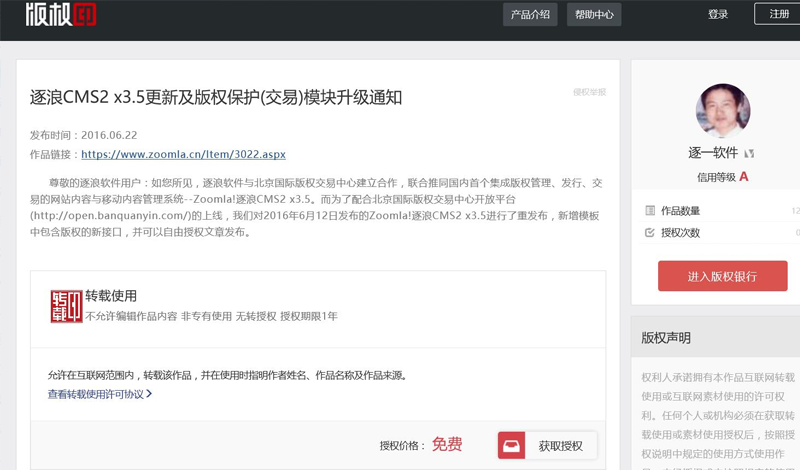 版权印
产品介绍
帮助中心
登录
注册
逐浪CMS2 x3.5更新及版权保护(交易)模块升级通知
侵权举报
发布时间：2016.06.22
作品链接：https://www.zoomla.cn/Item/3022.aspx
尊敬的逐浪软件用户：如您所见，逐浪软件与北京国际版权交易中心建立合作，联合推同国内首个集成版权管理、发行、交
易的网站内容与移动内容管理系统--Zoomla!逐浪CMS2 x3.5。而为了配合北京国际版权交易中心开放平台
(http://open.banquanyin.com/)的上线，我们对2016年6月12日发布的Zoomla!逐浪CMS2 x3.5进行了重发布，新增模板
中包含版权的新接口，并可以自由授权文章发布。
转载印
转载使用
不允许编辑作品内容 非专有使用 无转授权 授权期限1年
允许在互联网范围内，转载该作品，并在使用时指明作者姓名、作品名称及作品来源。
查看转载使用许可协议
授权价格：免费
获取授权
逐一软件
信用等级 A
作品数量 12
授权次数 0
进入版权银行
版权声明
权利人承诺拥有本作品互联网转载
使用或互联网素材使用的许可权
利。任何个人或机构必须在获取转
载使用或素材使用授权后，按照授
权说明中规定的使用方式使用作